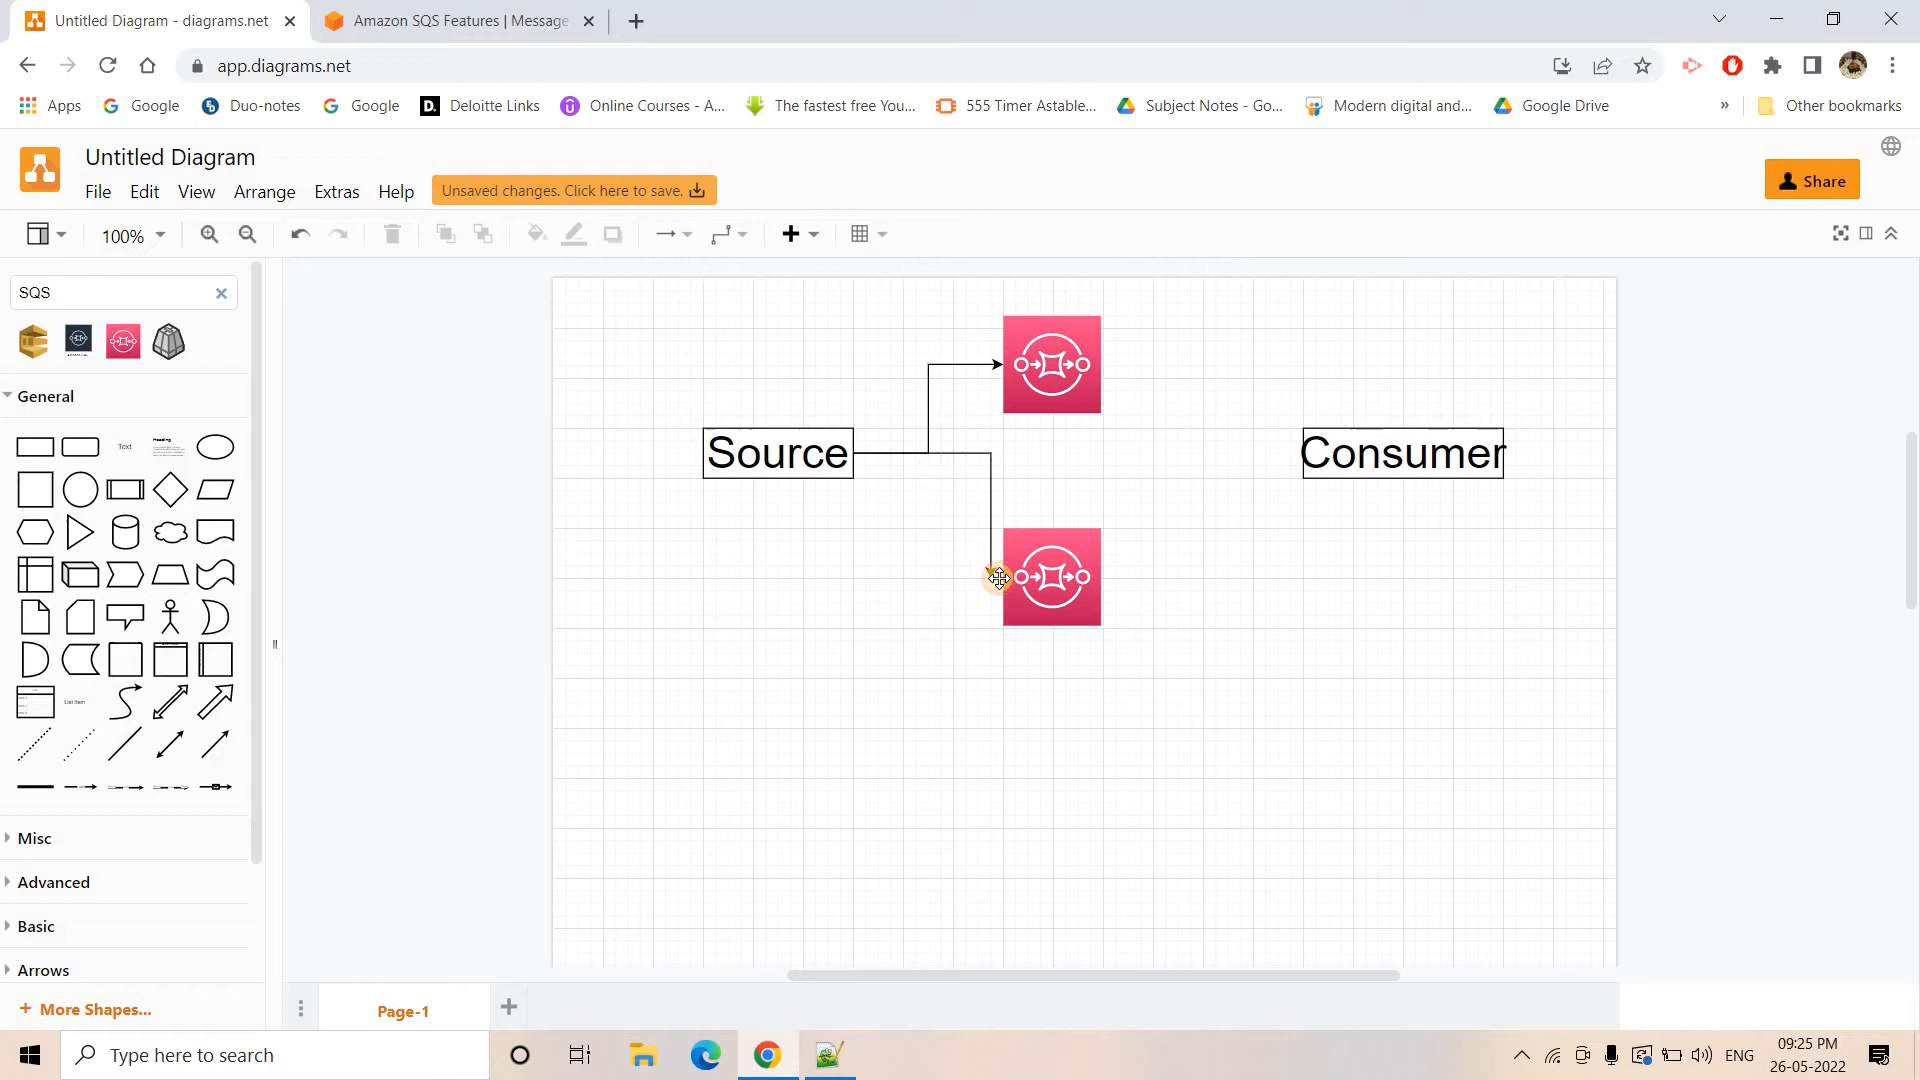 Untitled Diagram - diagrams.net
Amazon SQS Features | Message
app.diagrams.net
Apps
Google
Duo-notes
Google
D. Deloitte Links
Online Courses - A...
The fastest free You...
555 Timer Astable...
Subject Notes - Go...
Modern digital and...
Google Drive
»
Other bookmarks
Untitled Diagram
File Edit View Arrange Extras Help
Unsaved changes. Click here to save.
Share
100%
SQS
General
Text
Heading
List Item
Misc
Advanced
Basic
Arrows
+ More Shapes...
Source
Consumer
Page-1
Type here to search
ENG
09:25 PM
26-05-2022